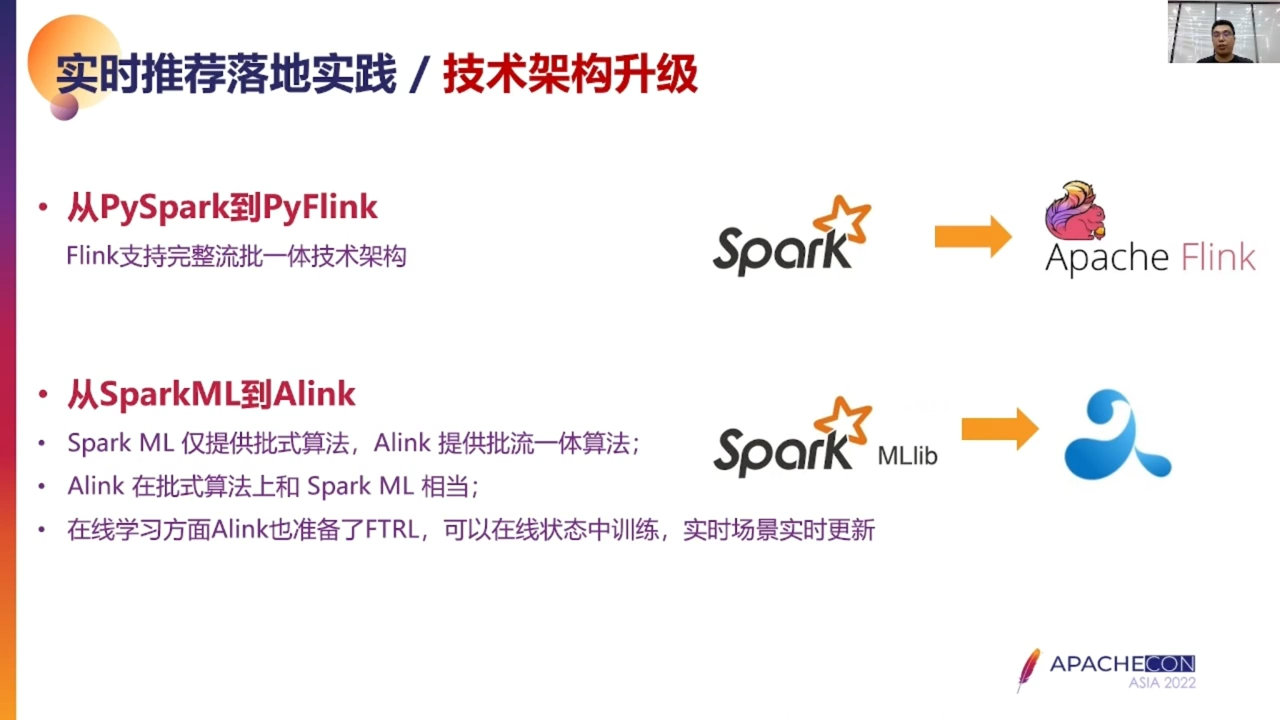 实时推荐落地实践 / 技术架构升级
• 从PySpark到PyFlink
Flink支持完整流批一体技术架构
Spark
Apache Flink
• 从SparkML到Alink
• Spark ML 仅提供批式算法，Alink 提供批流一体算法；
• Alink 在批式算法上和 Spark ML 相当；
• 在线学习方面Alink也准备了FTRL，可以在线状态中训练，实时场景实时更新
Spark MLlib
APACHECON
ASIA 2022